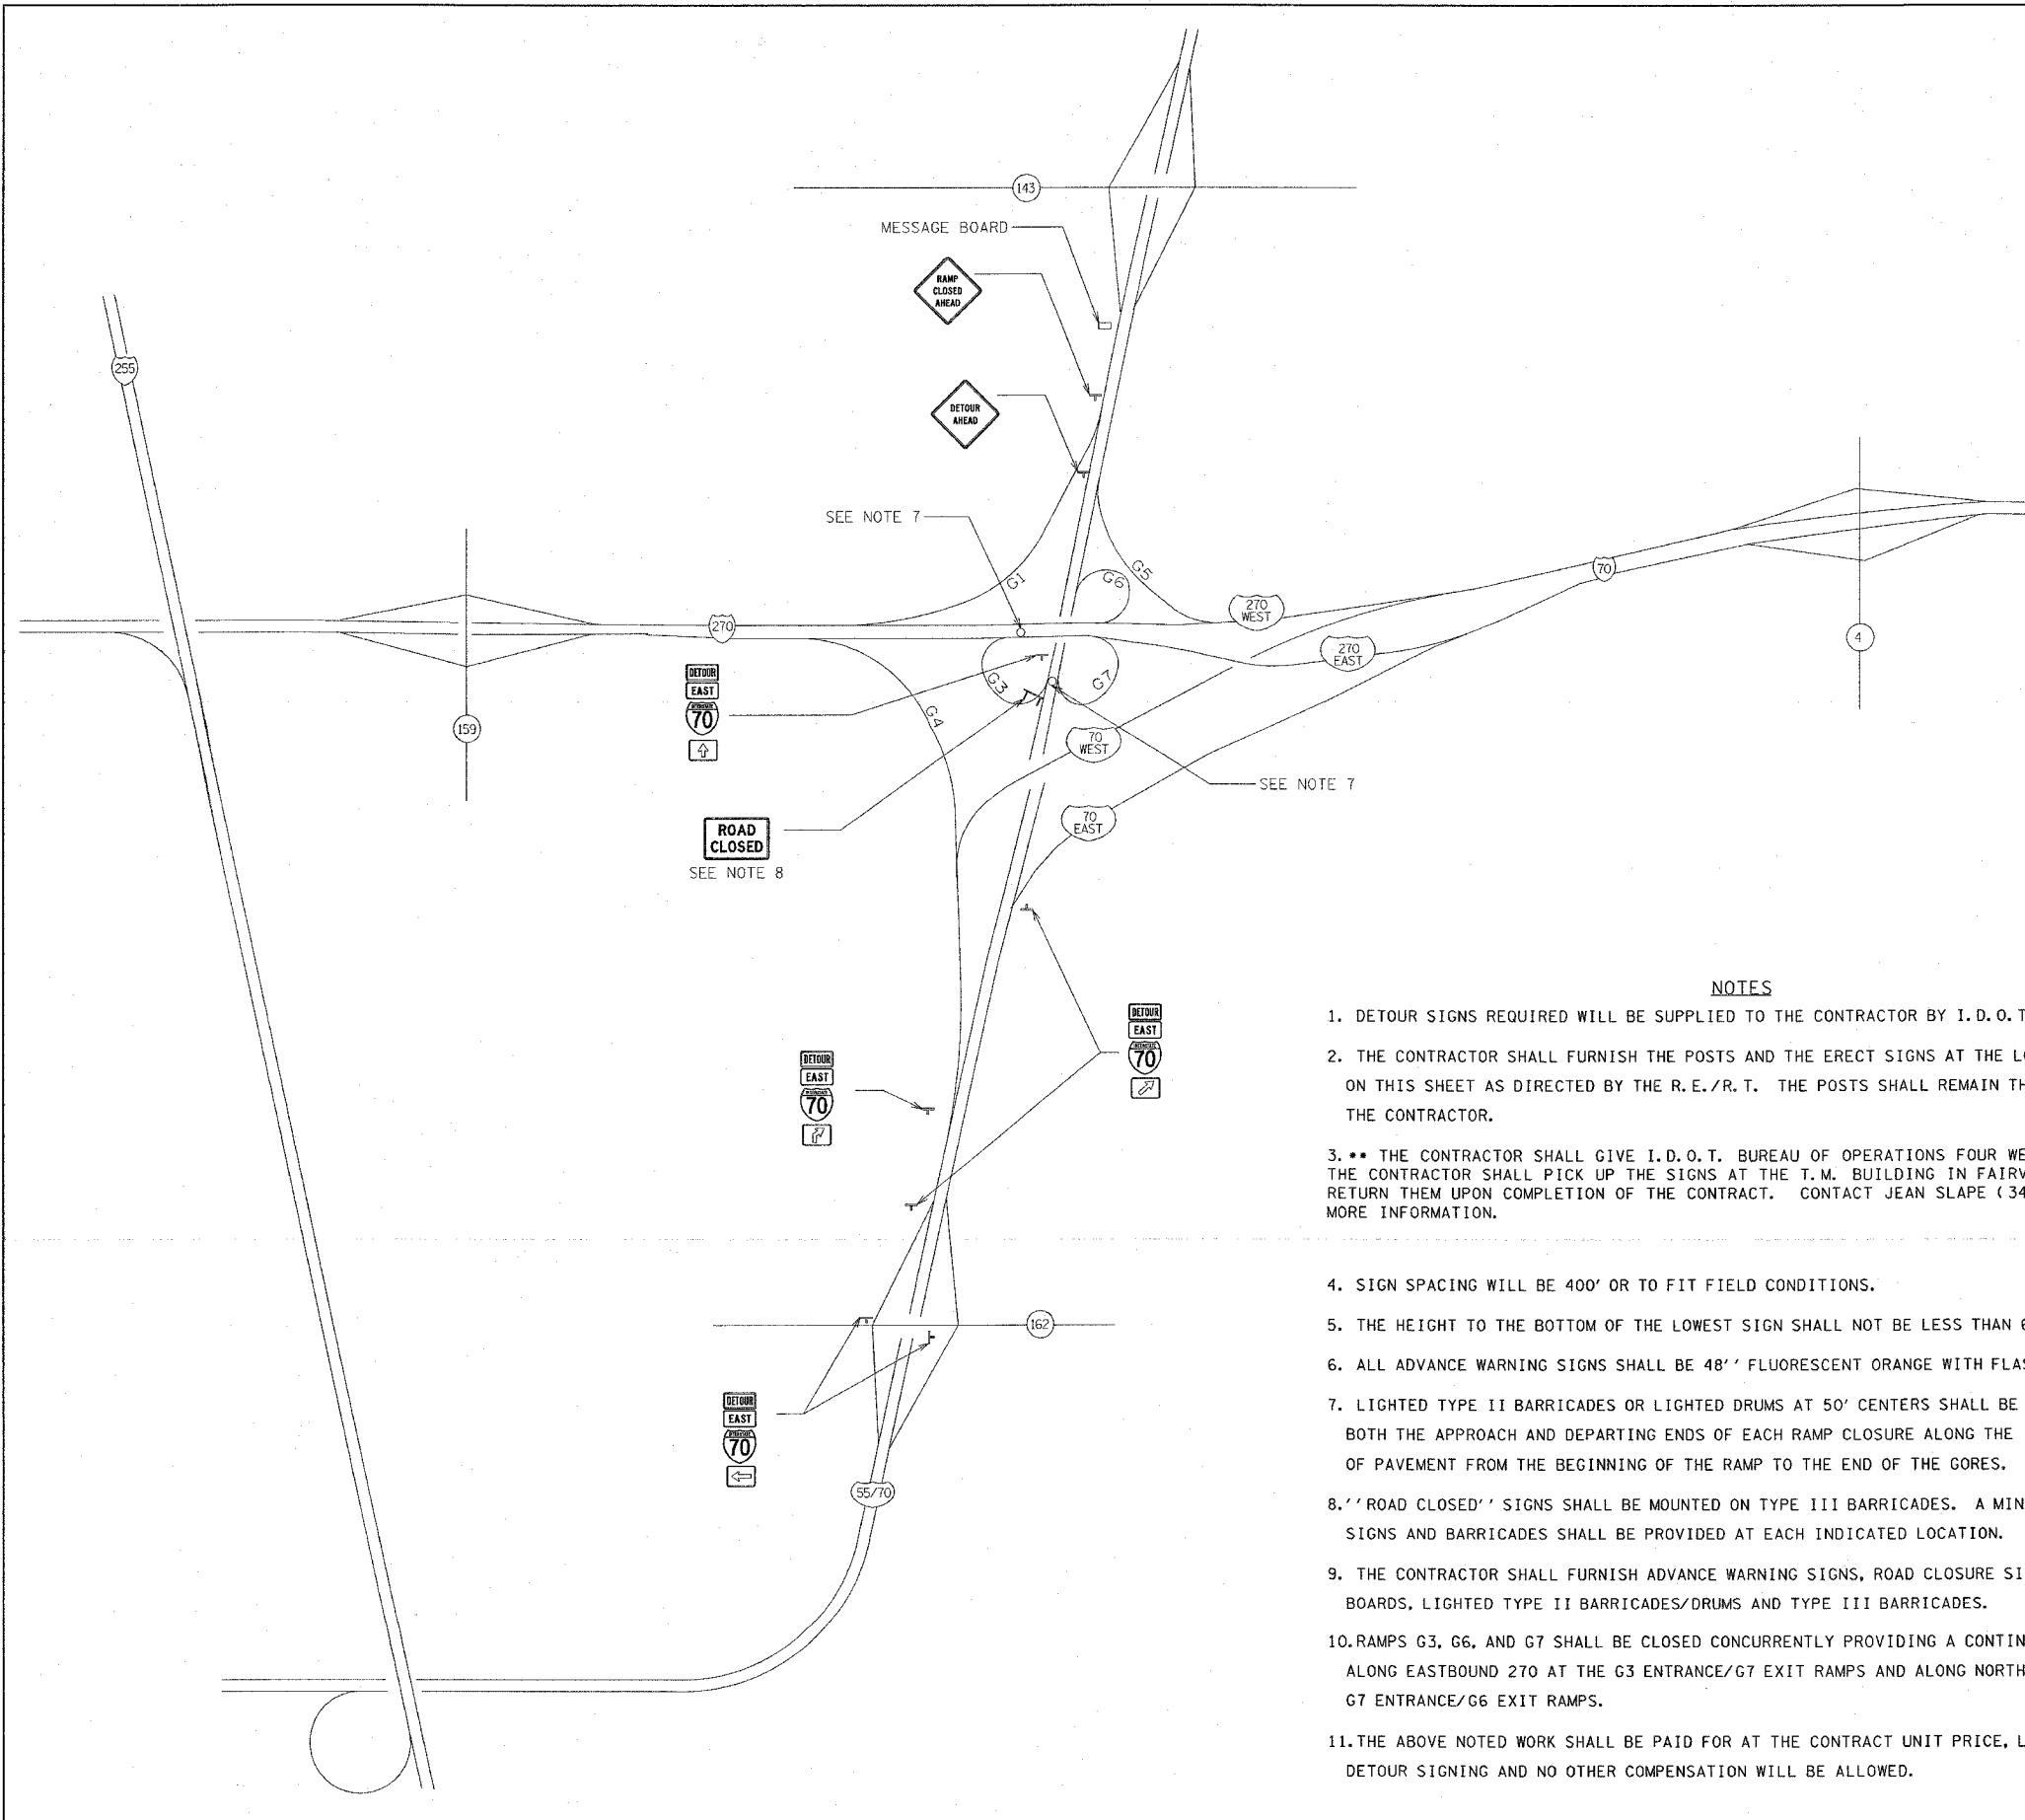 143
MESSAGE BOARD
RAMP
CLOSED
AHEAD
255
DETOUR
AHEAD
SEE NOTE 7
G1
G6
G5
70
270
WEST
270
4
270
EAST
DETOUR
EAST
INTERSTATE
70
G3
G7
G4
159
70
WEST
SEE NOTE 7
70
EAST
ROAD
CLOSED
SEE NOTE 8
DETOUR
EAST
INTERSTATE
70
DETOUR
EAST
70
162
DETOUR
EAST
INTERSTATE
70
55/70
NOTES
1. DETOUR SIGNS REQUIRED WILL BE SUPPLIED TO THE CONTRACTOR BY I.D.O.T
2. THE CONTRACTOR SHALL FURNISH THE POSTS AND THE ERECT SIGNS AT THE
ON THIS SHEET AS DIRECTED BY THE R.E./R.T. THE POSTS SHALL REMAIN TH
THE CONTRACTOR.
3. ** THE CONTRACTOR SHALL GIVE I.D.O.T. BUREAU OF OPERATIONS FOUR WE
THE CONTRACTOR SHALL PICK UP THE SIGNS AT THE T.M. BUILDING IN FAIRV
RETURN THEM UPON COMPLETION OF THE CONTRACT. CONTACT JEAN SLAPE (34
MORE INFORMATION.
4. SIGN SPACING WILL BE 400' OR TO FIT FIELD CONDITIONS.
5. THE HEIGHT TO THE BOTTOM OF THE LOWEST SIGN SHALL NOT BE LESS THAN 6
6. ALL ADVANCE WARNING SIGNS SHALL BE 48'' FLUORESCENT ORANGE WITH FLAS
7. LIGHTED TYPE II BARRICADES OR LIGHTED DRUMS AT 50' CENTERS SHALL BE
BOTH THE APPROACH AND DEPARTING ENDS OF EACH RAMP CLOSURE ALONG THE
OF PAVEMENT FROM THE BEGINNING OF THE RAMP TO THE END OF THE GORES.
8.''ROAD CLOSED'' SIGNS SHALL BE MOUNTED ON TYPE III BARRICADES. A MIN
SIGNS AND BARRICADES SHALL BE PROVIDED AT EACH INDICATED LOCATION.
9. THE CONTRACTOR SHALL FURNISH ADVANCE WARNING SIGNS, ROAD CLOSURE SI
BOARDS, LIGHTED TYPE II BARRICADES/DRUMS AND TYPE III BARRICADES.
10.RAMPS G3, G6, AND G7 SHALL BE CLOSED CONCURRENTLY PROVIDING A CONTIN
ALONG EASTBOUND 270 AT THE G3 ENTRANCE/G7 EXIT RAMPS AND ALONG NORTH
G7 ENTRANCE/G6 EXIT RAMPS.
11.THE ABOVE NOTED WORK SHALL BE PAID FOR AT THE CONTRACT UNIT PRICE, L
DETOUR SIGNING AND NO OTHER COMPENSATION WILL BE ALLOWED.